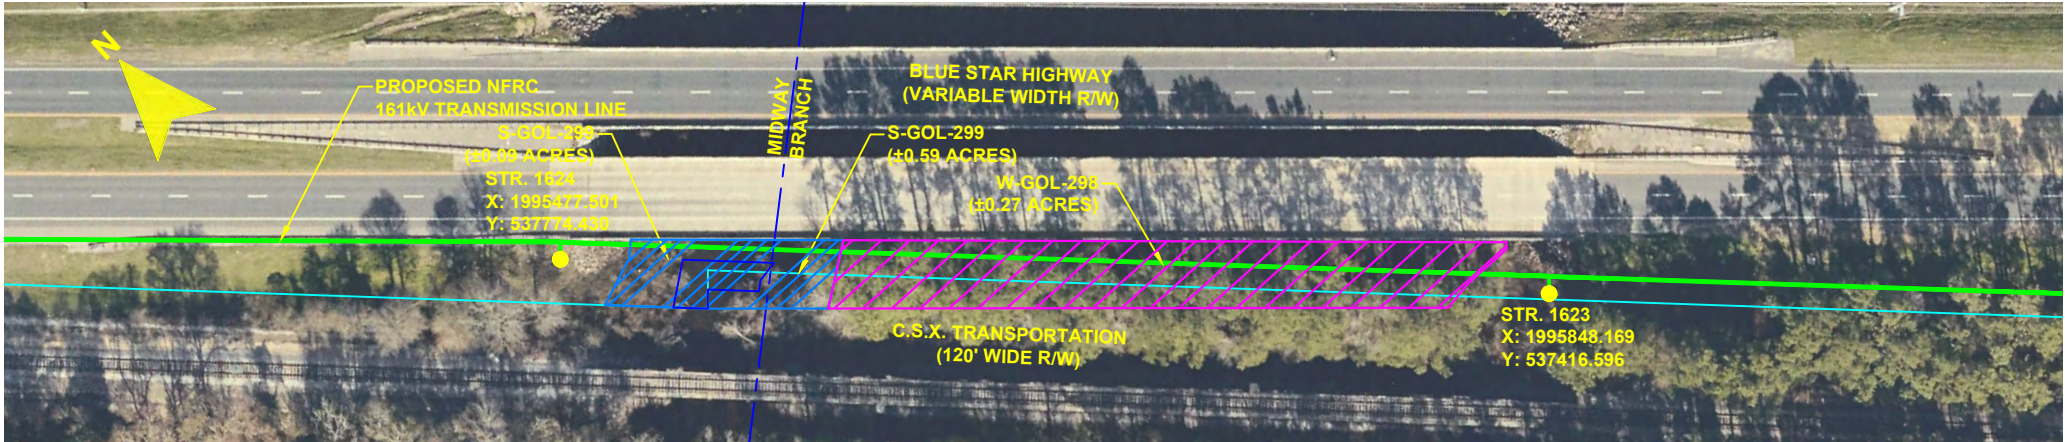 N
PROPOSED NFRC
161kV TRANSMISSION LINE
S-GOL-299
(±0.09 ACRES)
STR. 1624
X: 1995477.501
Y: 537774.430
MIDWAY
BRANCH
BLUE STAR HIGHWAY
(VARIABLE WIDTH R/W)
S-GOL-299
(±0.59 ACRES)
W-GOL-298
(±0.27 ACRES)
C.S.X. TRANSPORTATION
(120' WIDE R/W)
STR. 1623
X: 1995848.169
Y: 537416.596